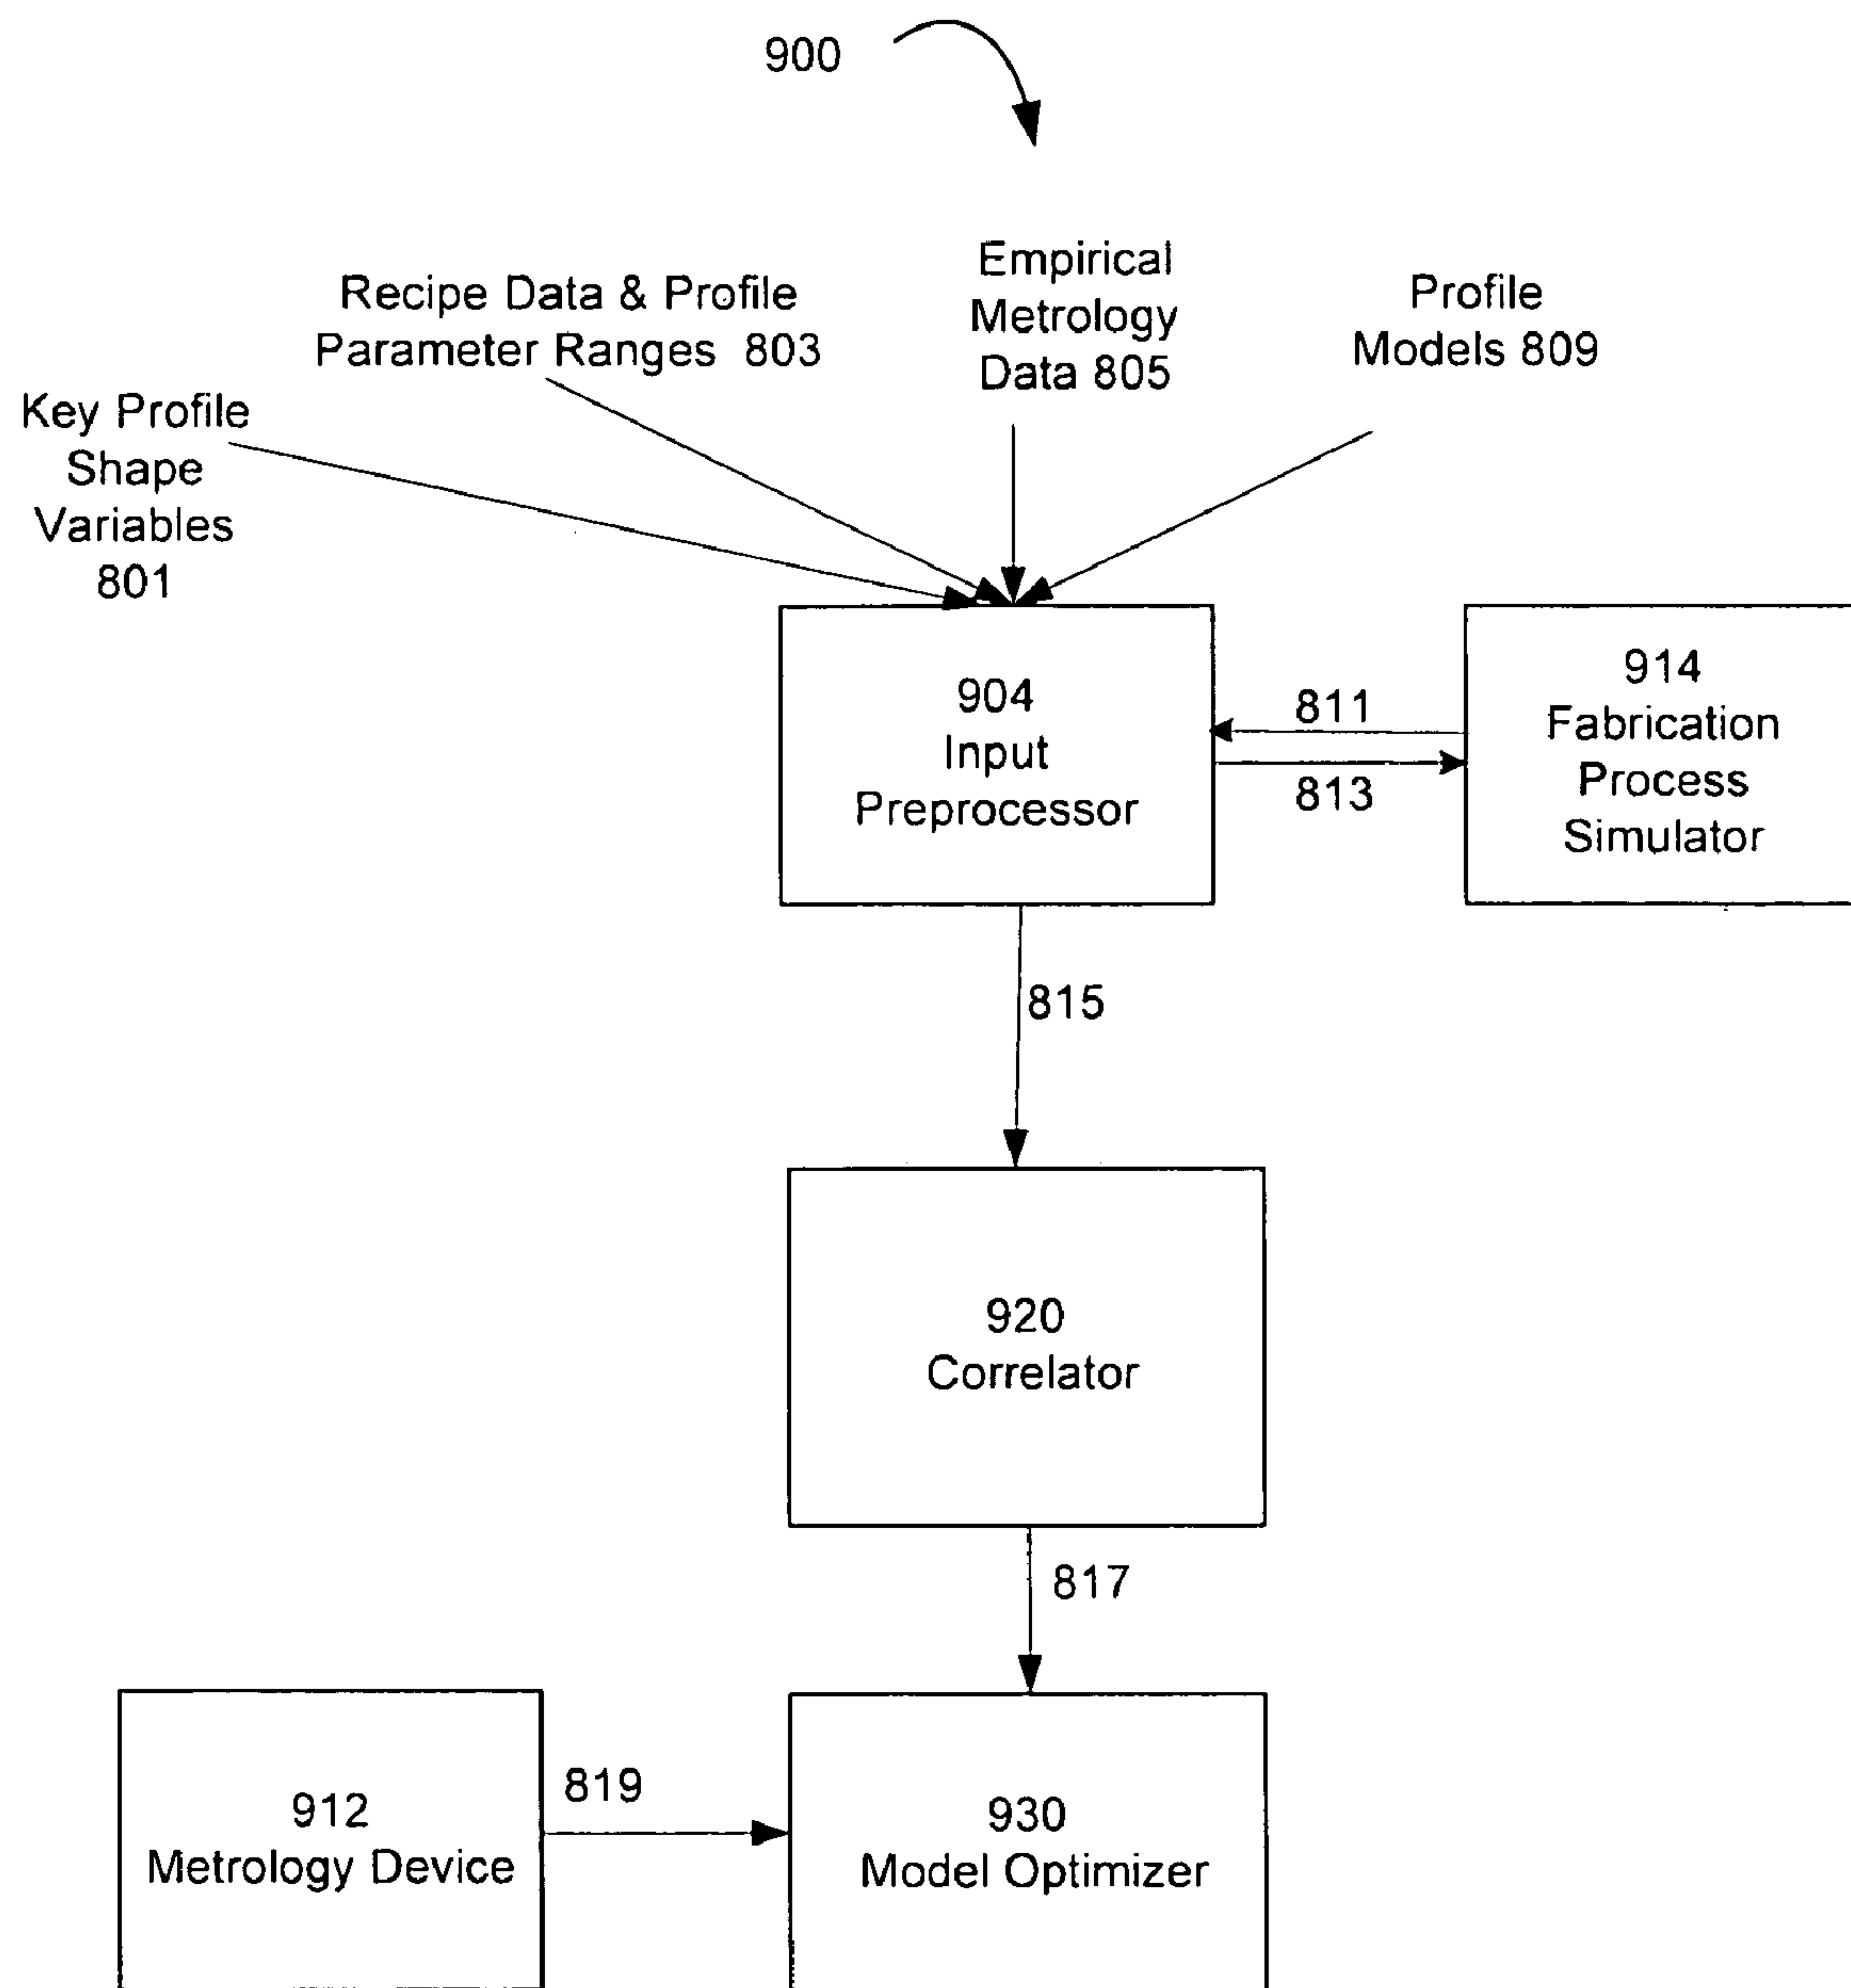 900
Recipe Data & Profile
Parameter Ranges 803
Empirical
Metrology
Data 805
Profile
Models 809
Key Profile
Shape
Variables
801
904
Input
Preprocessor
811
813
914
Fabrication
Process
Simulator
815
920
Correlator
817
912
Metrology Device
819
930
Model Optimizer